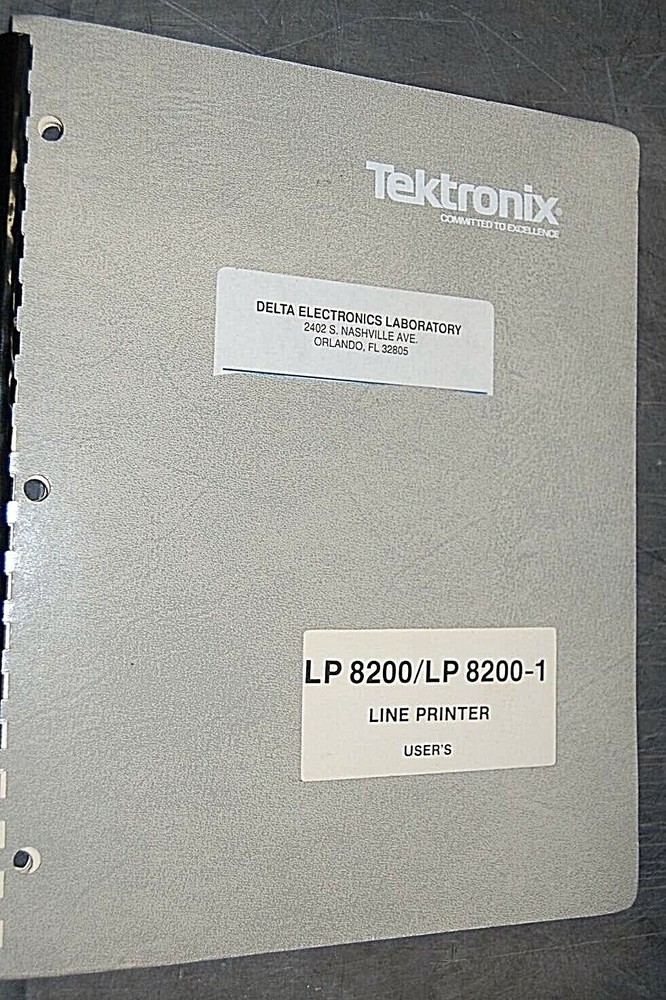 Tektronix
COMMITTED TO EXCELLENCE
DELTA ELECTRONICS LABORATORY
2402 S. NASHVILLE AVE.
ORLANDO, FL 32805
LP 8200/LP 8200-1
LINE PRINTER
USER'S